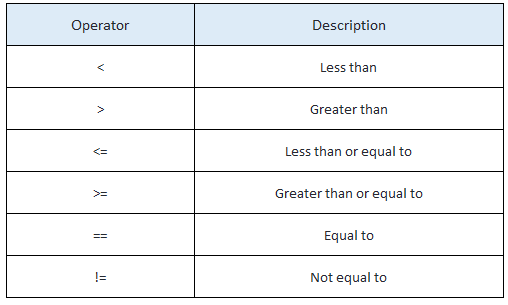 Operator Description
< Less than
> Greater than
<= Less than or equal to
>= Greater than or equal to
== Equal to
!= Not equal to